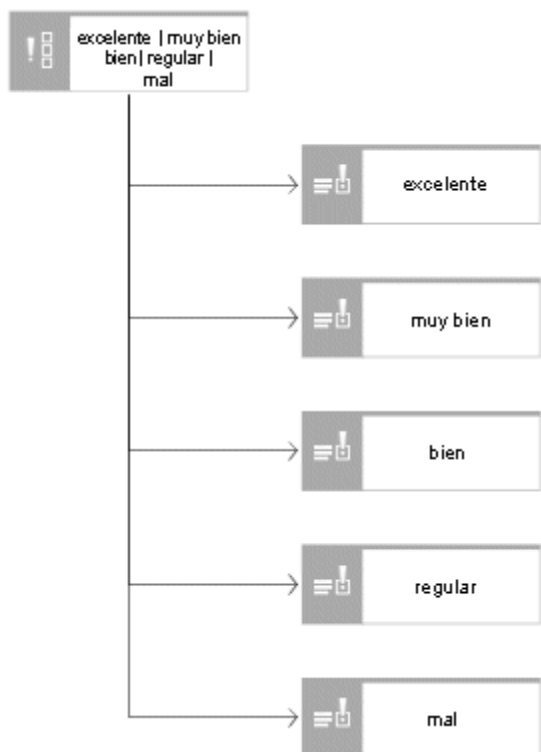 excelente | muy bien
bien | regular |
mal
excelente
muy bien
bien
regular
mal